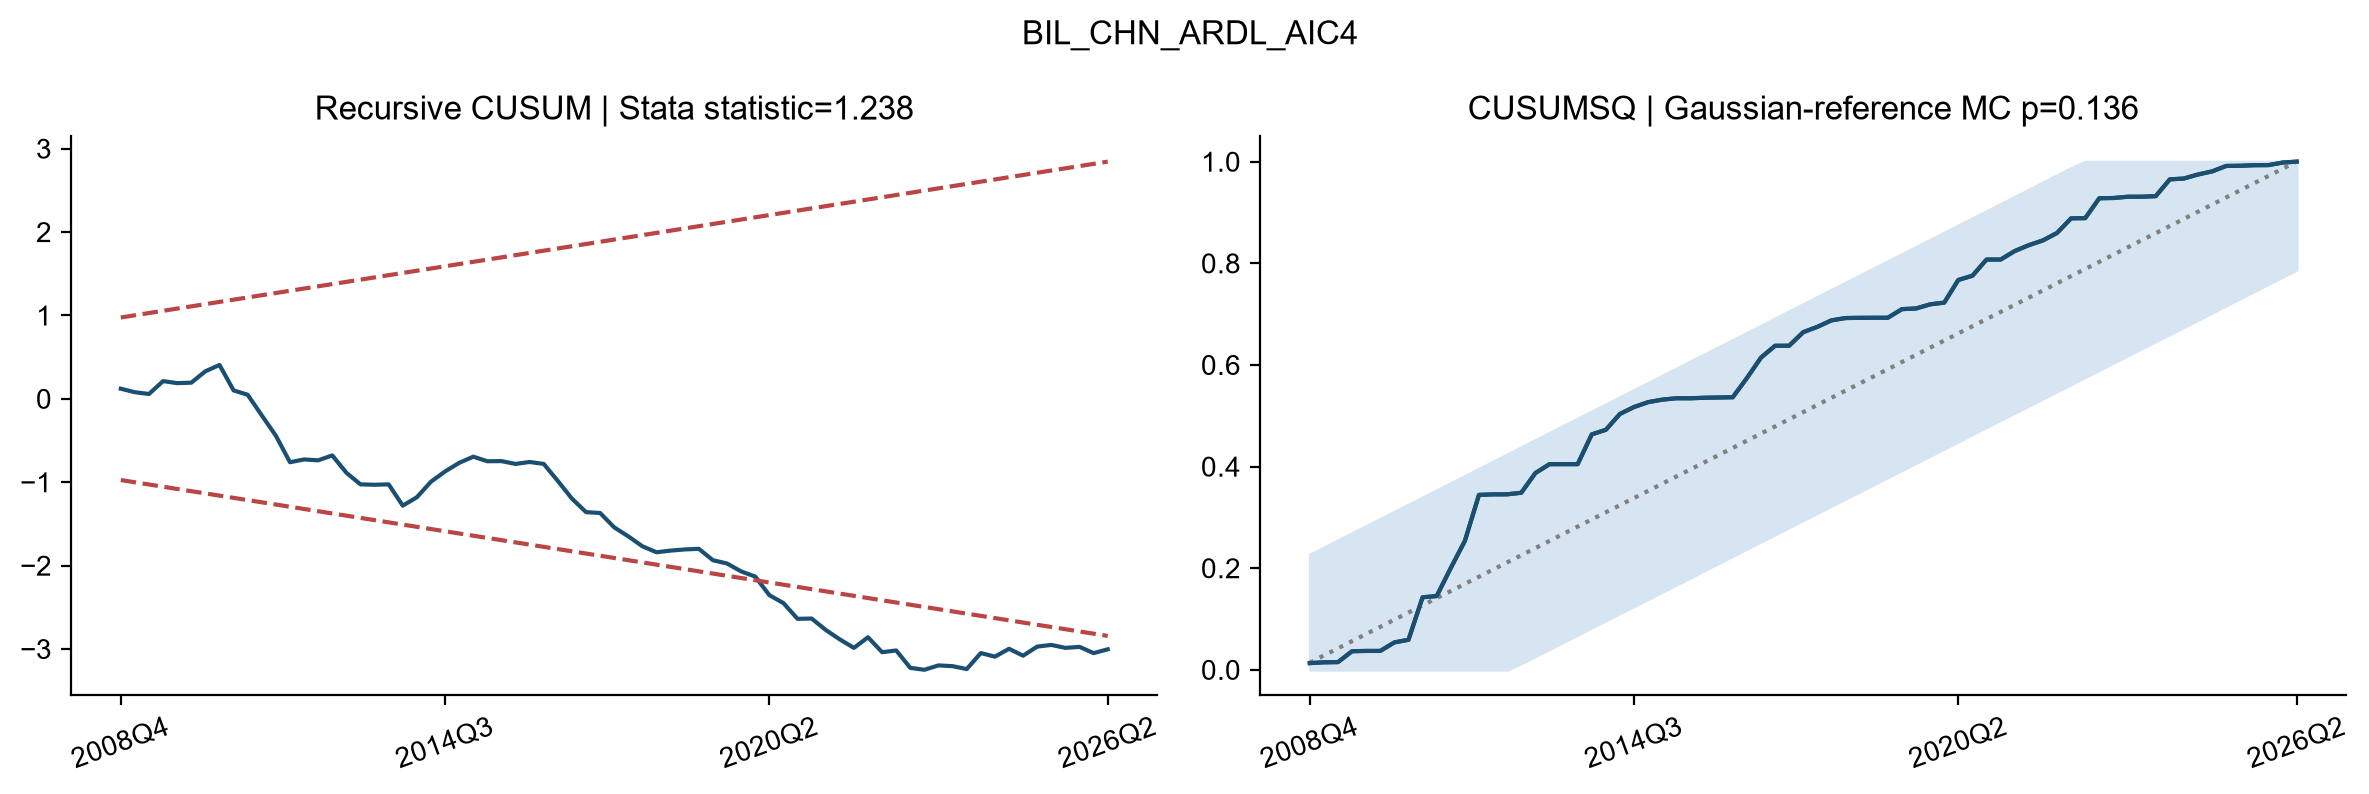 BIL_CHN_ARDL_AIC4
Recursive CUSUM | Stata statistic=1.238
3
2
1
0
−1
−2
−3
2008Q4
2014Q3
2020Q2
2026Q2
CUSUMSQ | Gaussian-reference MC p=0.136
1.0
0.8
0.6
0.4
0.2
0.0
2008Q4
2014Q3
2020Q2
2026Q2